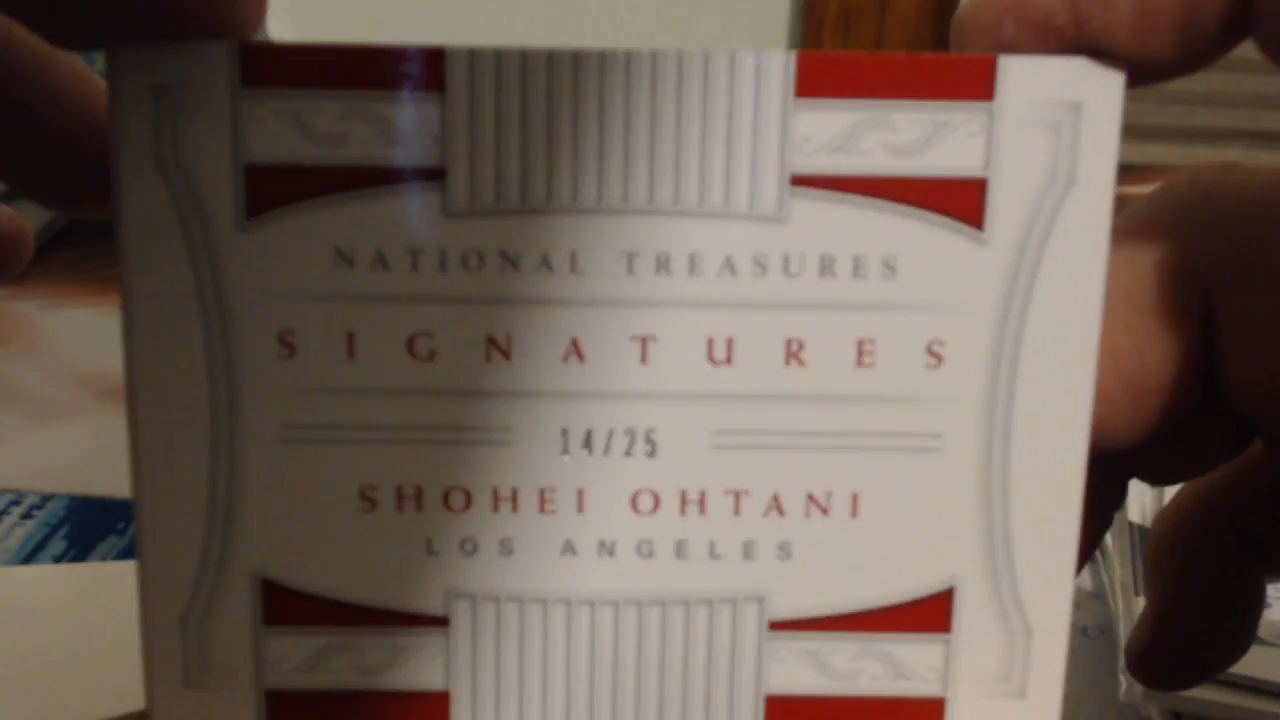 NATIONAL TREASURES
SIGNATURES
14/25
SHOHEI OHTANI
LOS ANGELES